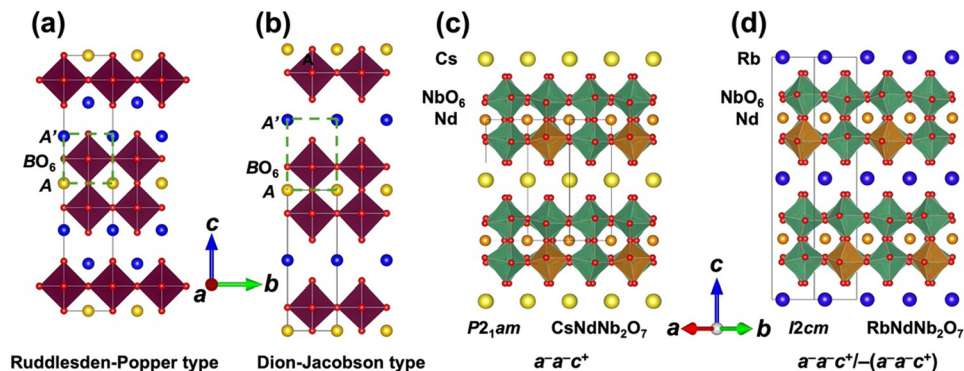 (a)
A'
BO6
A
Ruddlesden-Popper type
c
a
b
(b)
A
A'
BO6
A
Dion-Jacobson type
(c)
Cs
NbO6
Nd
P21am CsNdNb2O7
a–a–c+
(d)
Rb
NbO6
Nd
c
a
b
I2cm RbNdNb2O7
a–a–c+/–(a–a–c+)